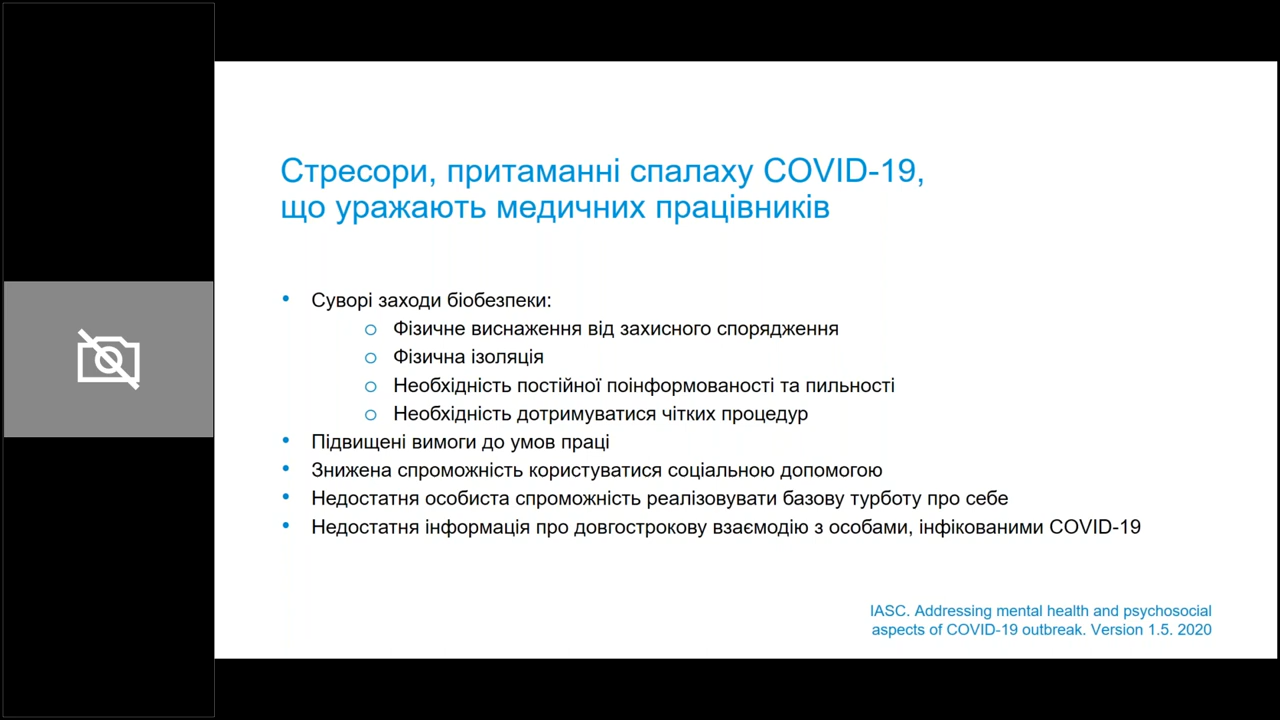 Стресори, притаманні спалаху COVID-19,
що уражають медичних працівників
• Суворі заходи біобезпеки:
o Фізичне виснаження від захисного спорядження
o Фізична ізоляція
o Необхідність постійної поінформованості та пильності
o Необхідність дотримуватися чітких процедур
• Підвищені вимоги до умов праці
• Знижена спроможність користуватися соціальною допомогою
• Недостатня особиста спроможність реалізовувати базову турботу про себе
• Недостатня інформація про довгострокову взаємодію з особами, інфікованими COVID-19
IASC. Addressing mental health and psychosocial
aspects of COVID-19 outbreak. Version 1.5. 2020